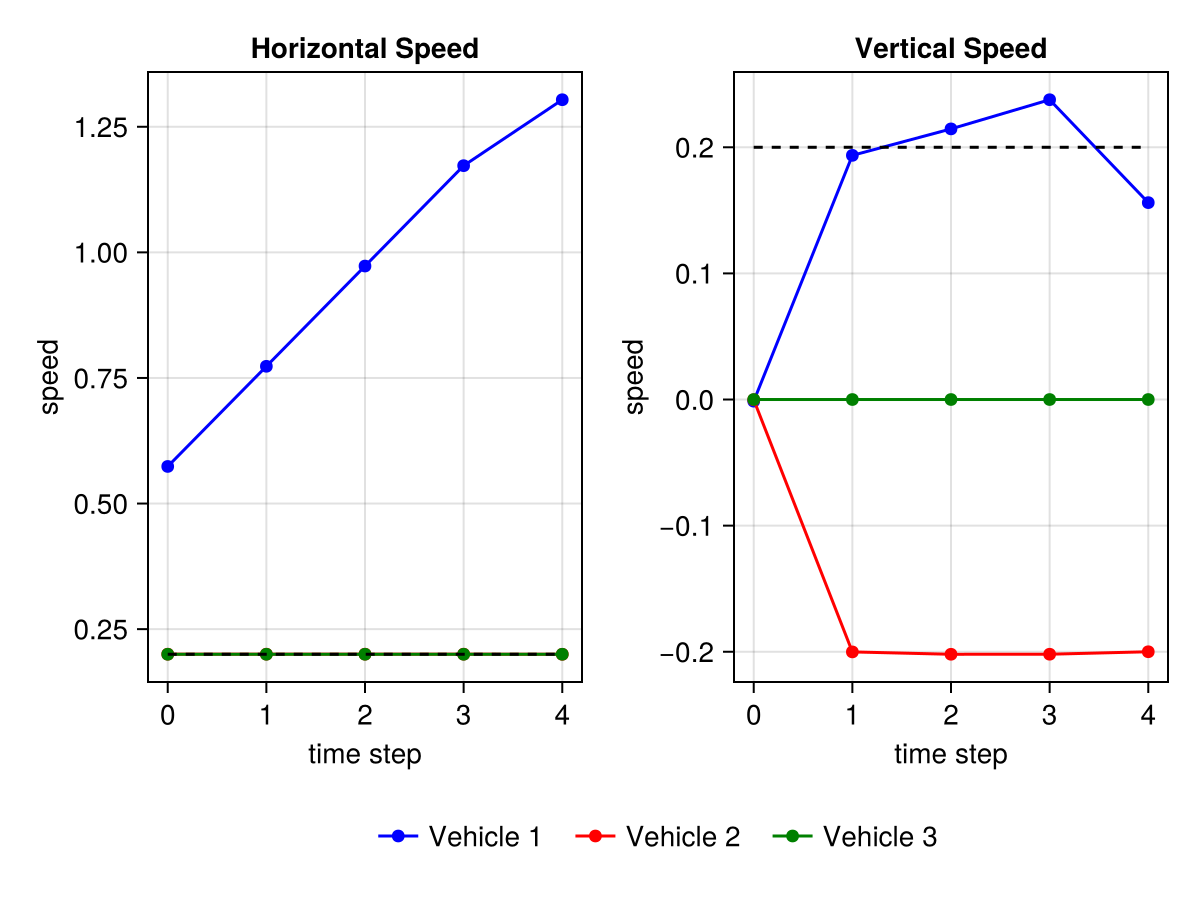 Horizontal Speed
1.25
1.00
0.75
0.50
0.25
speed
0 1 2 3 4
time step
Vertical Speed
0.2
0.1
0.0
−0.1
−0.2
speed
0 1 2 3 4
time step
Vehicle 1 Vehicle 2 Vehicle 3